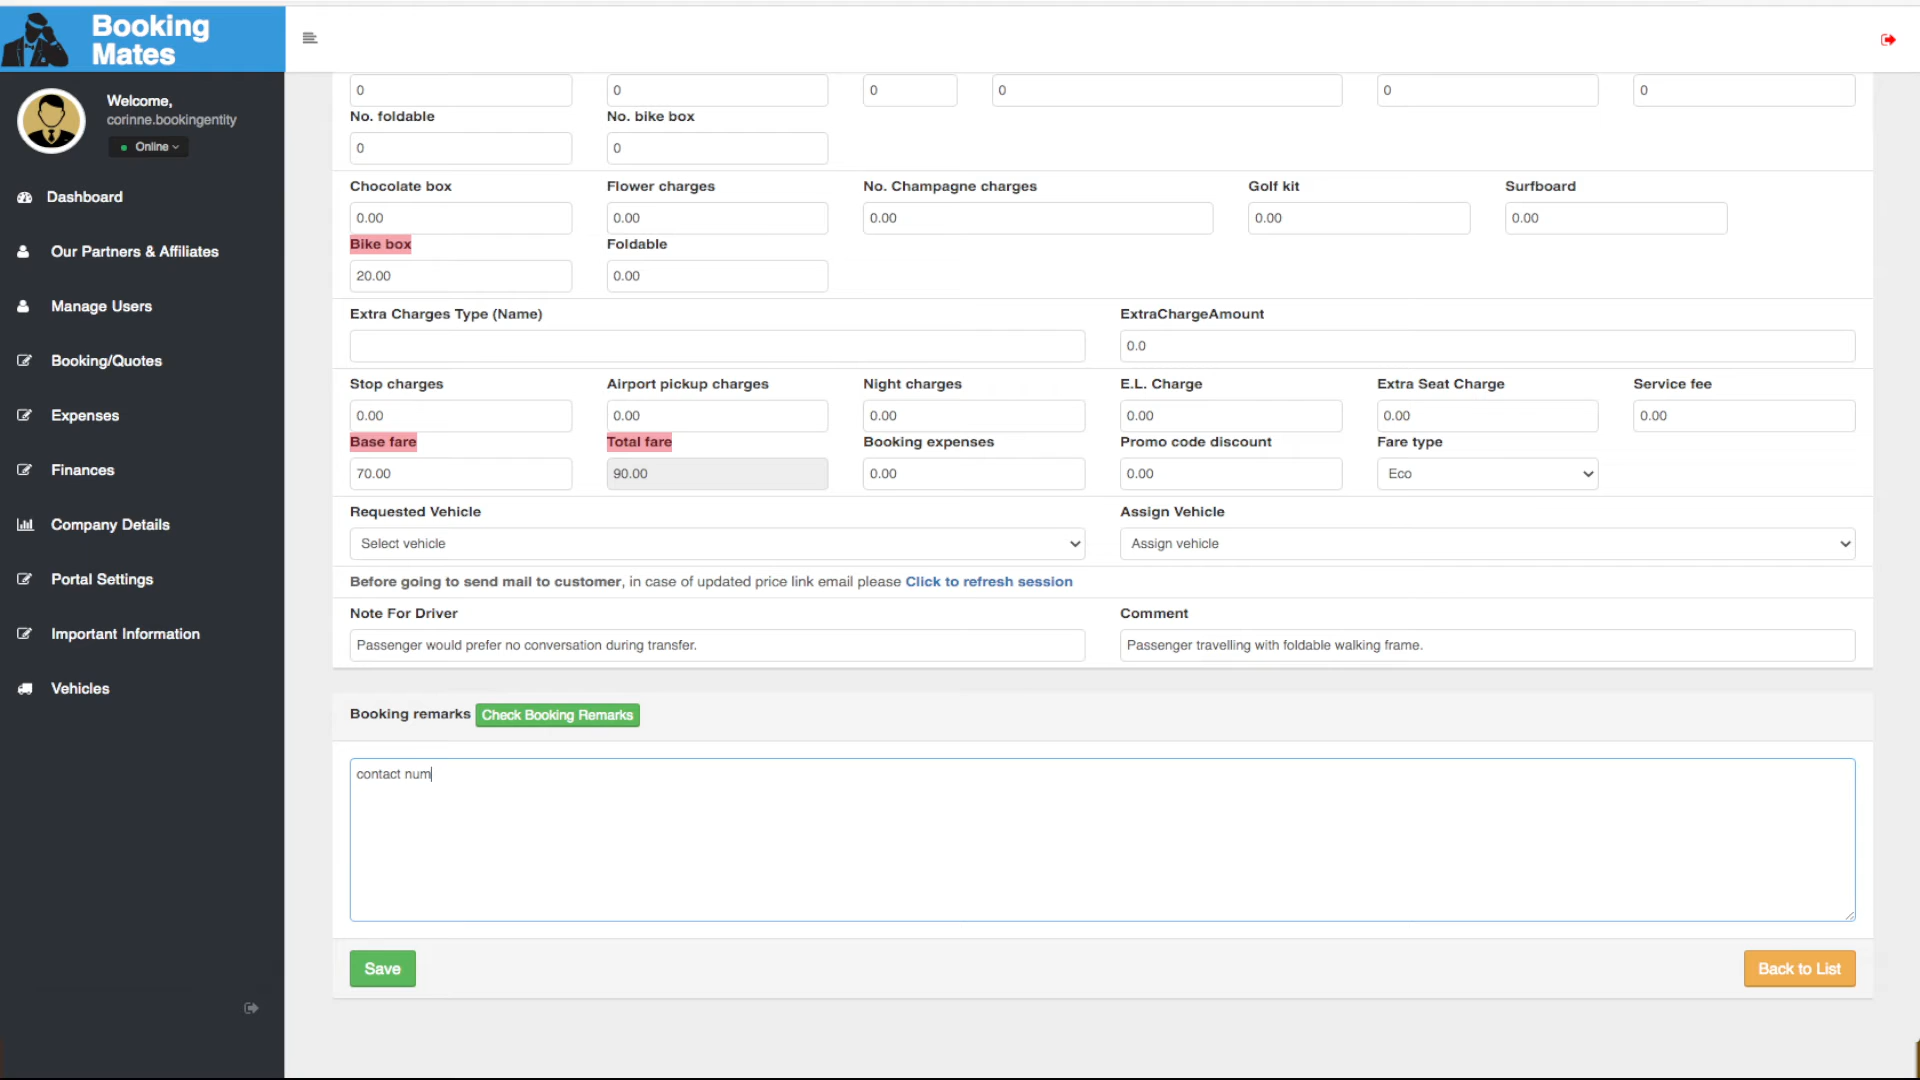 Booking
Mates
Welcome,
corinne.bookingentity
Online
Dashboard
Our Partners & Affiliates
Manage Users
Booking/Quotes
Expenses
Finances
Company Details
Portal Settings
Important Information
Vehicles
0 0 0 0 0 0
No. foldable No. bike box
0 0
Chocolate box Flower charges No. Champagne charges Golf kit Surfboard
0.00 0.00 0.00 0.00 0.00
Bike box Foldable
20.00 0.00
Extra Charges Type (Name) ExtraChargeAmount
0.0
Stop charges Airport pickup charges Night charges E.L. Charge Extra Seat Charge Service fee
0.00 0.00 0.00 0.00 0.00 0.00
Base fare Total fare Booking expenses Promo code discount Fare type
70.00 90.00 0.00 0.00 Eco
Requested Vehicle Assign Vehicle
Select vehicle Assign vehicle
Before going to send mail to customer, in case of updated price link email please Click to refresh session
Note For Driver Comment
Passenger would prefer no conversation during transfer. Passenger travelling with foldable walking frame.
Booking remarks Check Booking Remarks
contact num
Save Back to List